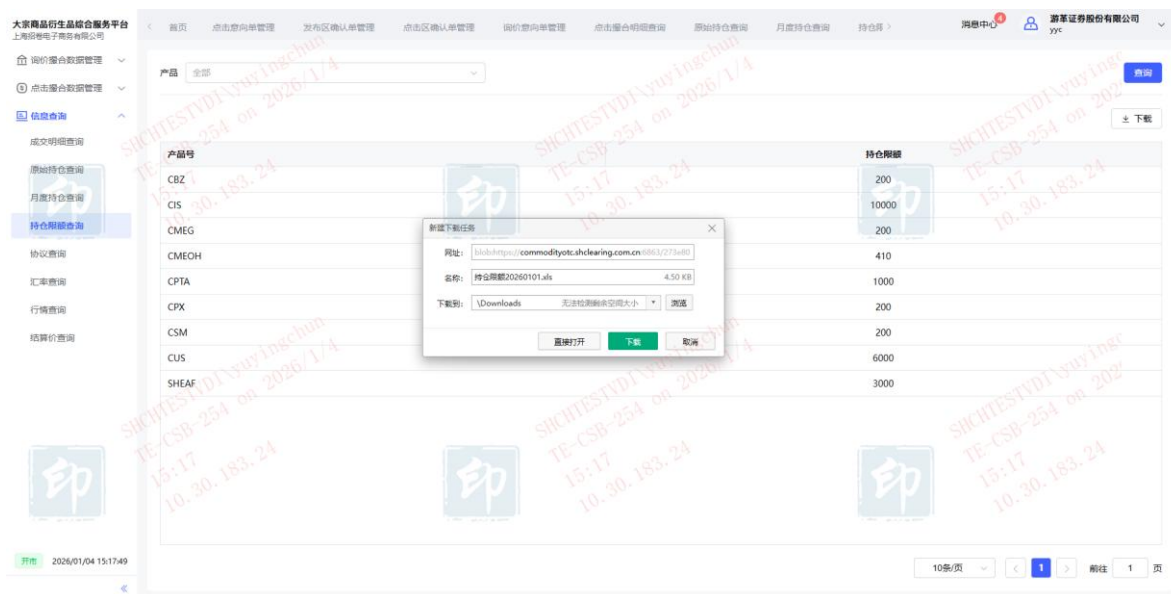 大宗商品衍生品综合服务平台
上海招卷电子商务有限公司
首页 点击意向单管理 发布区确认单管理 点击区确认单管理 询价意向单管理 点击撮合明细查询 原始持仓查询 月度持仓查询 持仓限
消息中心 4
游革证券股份有限公司
yyc
询价撮合数据管理
点击撮合数据管理
信息查询
成交明细查询
原始持仓查询
月度持仓查询
持仓限额查询
协议查询
汇率查询
行情查询
结算价查询
开市 2026/01/04 15:17:49
产品 全部
查询
下载
产品号 持仓限额
CBZ 200
CIS 10000
CMEG 200
CMEOH 410
CPTA 1000
CPX 200
CSM 200
CUS 6000
SHEAF 3000
新建下载任务
网址: blob:https://commodityotc.shclearing.com.cn:6863/273e80
名称: 持仓限额20260101.xls 4.50 KB
下载到: \Downloads 无法检测剩余空间大小 浏览
直接打开 下载 取消
10条/页 1 前往 1 页
SHCHTESTVDI\yuyingchun
TE-CSB-254 on 2026/1/4
15:17
10.30.183.24
印